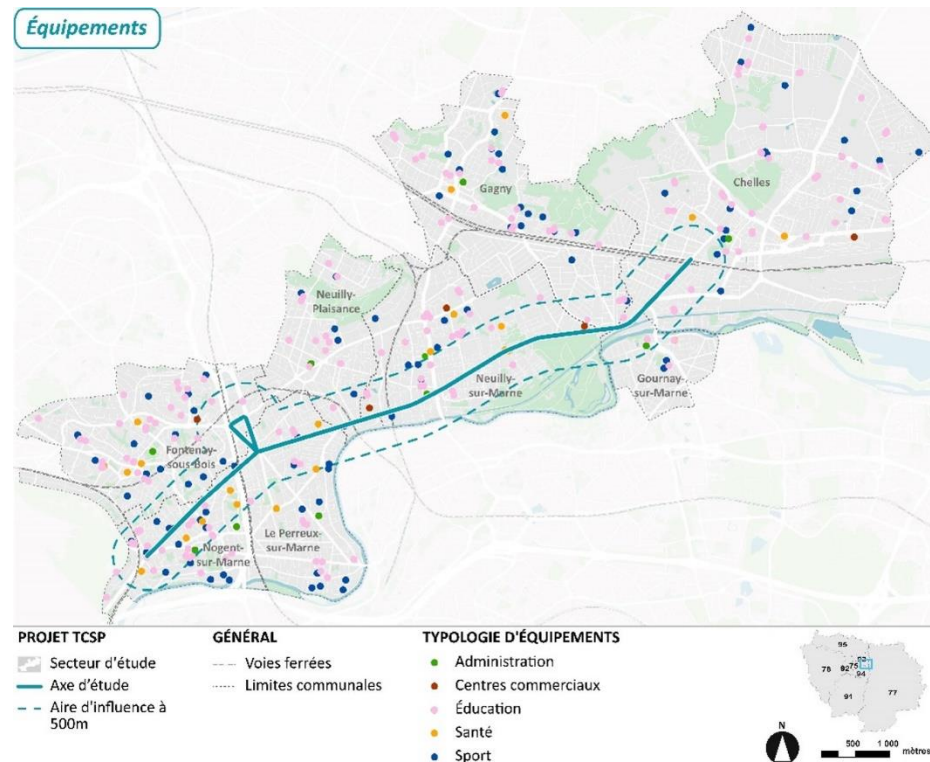 Équipements
Gagny
Chelles
Neuilly-
Plaisance
Neuilly-
sur-Marne
Gournay-
sur-Marne
Fontenay-
sous-Bois
Le Perreux-
sur-Marne
Nogent-
sur-Marne
PROJET TCSP
Secteur d'étude
Axe d'étude
Aire d'influence à
500m
GÉNÉRAL
Voies ferrées
Limites communales
TYPOLOGIE D'ÉQUIPEMENTS
Administration
Centres commerciaux
Éducation
Santé
Sport
95
93
78
92
75
94
91
77
N
500 1 000
mètres